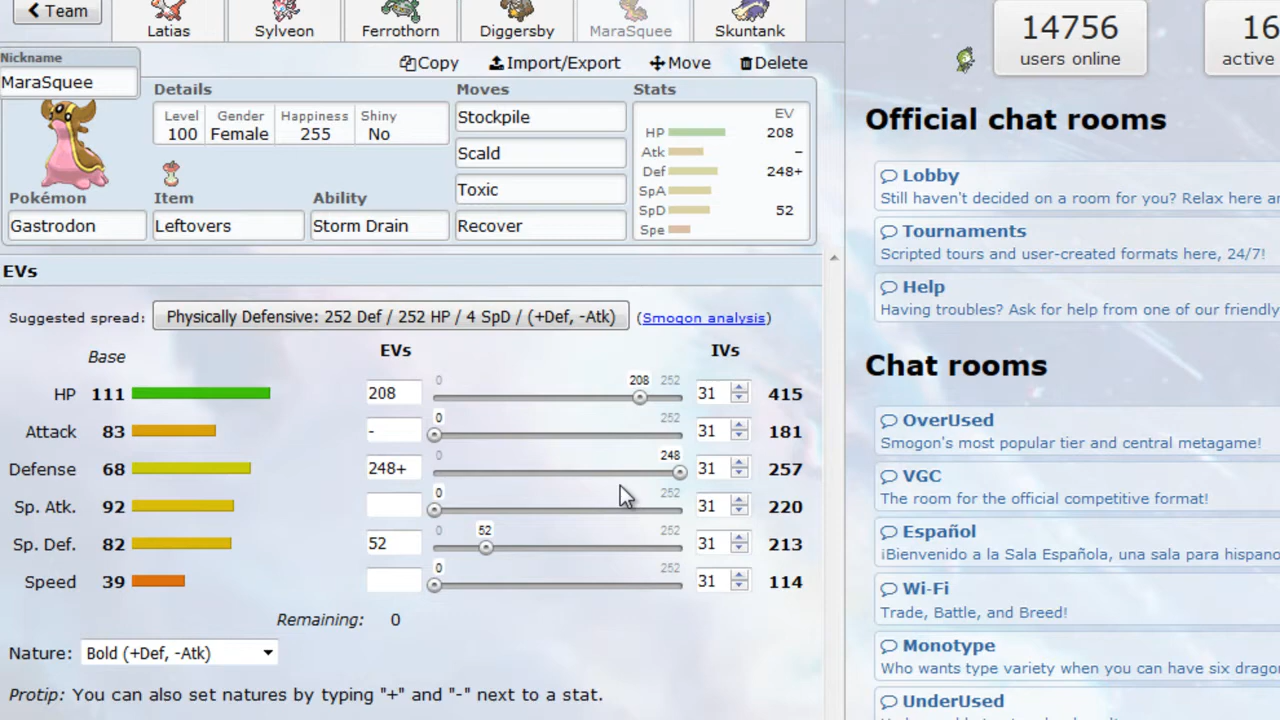 Team
Latias
Sylveon
Ferrothorn
Diggersby
MaraSquee
Skuntank
Nickname
MaraSquee
Copy
Import/Export
Move
Delete
Details
Level
100
Gender
Female
Happiness
255
Shiny
No
Pokémon
Gastrodon
Item
Leftovers
Ability
Storm Drain
Moves
Stockpile
Scald
Toxic
Recover
Stats
EV
HP 208
Atk –
Def 248+
SpA
SpD 52
Spe
EVs
Suggested spread: Physically Defensive: 252 Def / 252 HP / 4 SpD / (+Def, -Atk) (Smogon analysis)
Base EVs IVs
HP 111 208 0 208 252 31 415
Attack 83 - 0 252 31 181
Defense 68 248+ 0 248 31 257
Sp. Atk. 92 0 252 31 220
Sp. Def. 82 52 0 52 252 31 213
Speed 39 0 252 31 114
Remaining: 0
Nature: Bold (+Def, -Atk)
Protip: You can also set natures by typing "+" and "-" next to a stat.
14756
users online
16
active
Official chat rooms
Lobby
Still haven't decided on a room for you? Relax here
Tournaments
Scripted tours and user-created formats here, 24/7!
Help
Having troubles? Ask for help from one of our friendly
Chat rooms
OverUsed
Smogon's most popular tier and central metagame!
VGC
The room for the official competitive format!
Español
¡Bienvenido a la Sala Española, una sala para hispano
Wi-Fi
Trade, Battle, and Breed!
Monotype
Who wants type variety when you can have six drago
UnderUsed